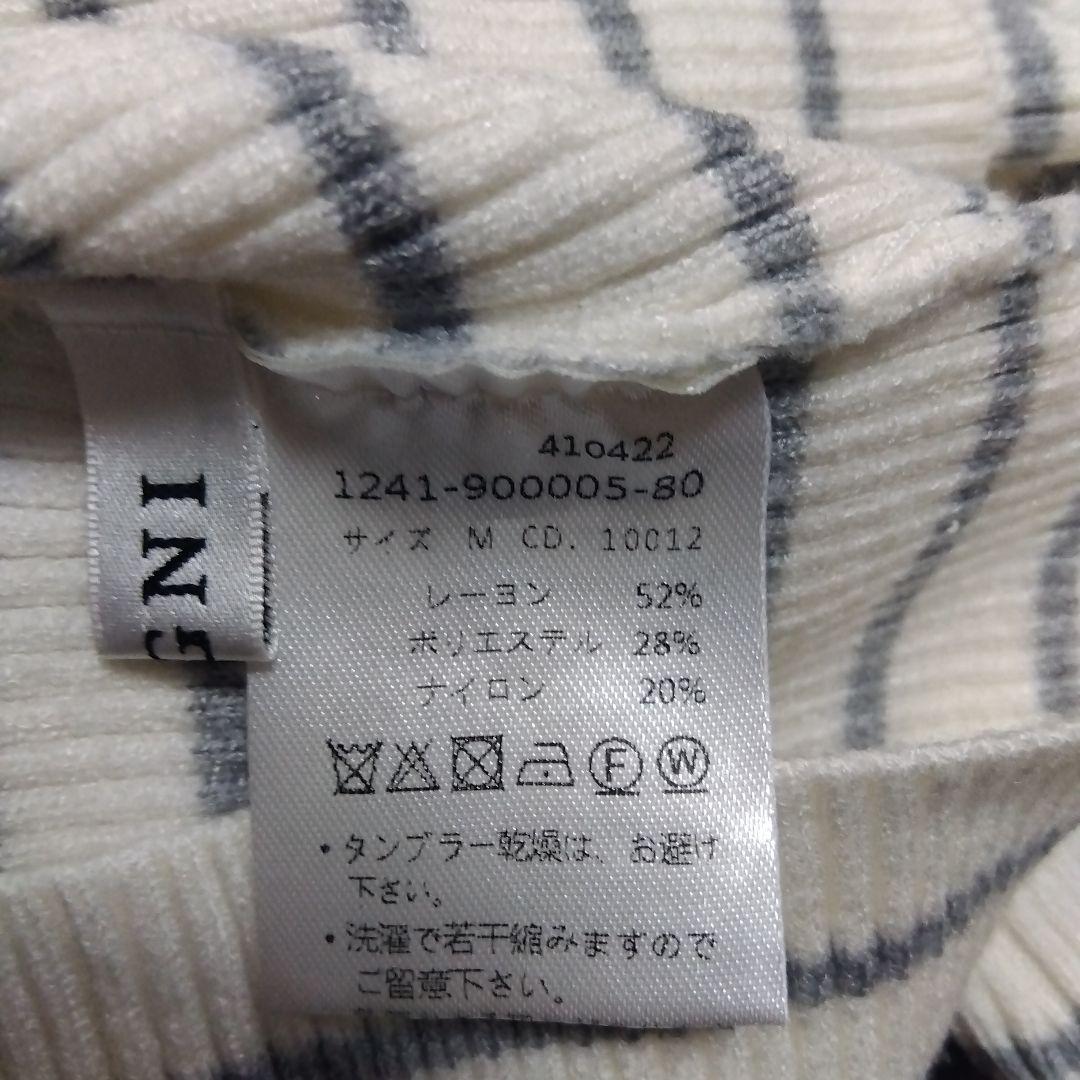 410422
1241-900005-80
サイズ M CD. 10012
レーヨン 52%
ポリエステル 28%
ナイロン 20%
F W
・タンブラー乾燥は、お避け
下さい。
・洗濯で若干縮みますので
ご留意下さい。
GNI